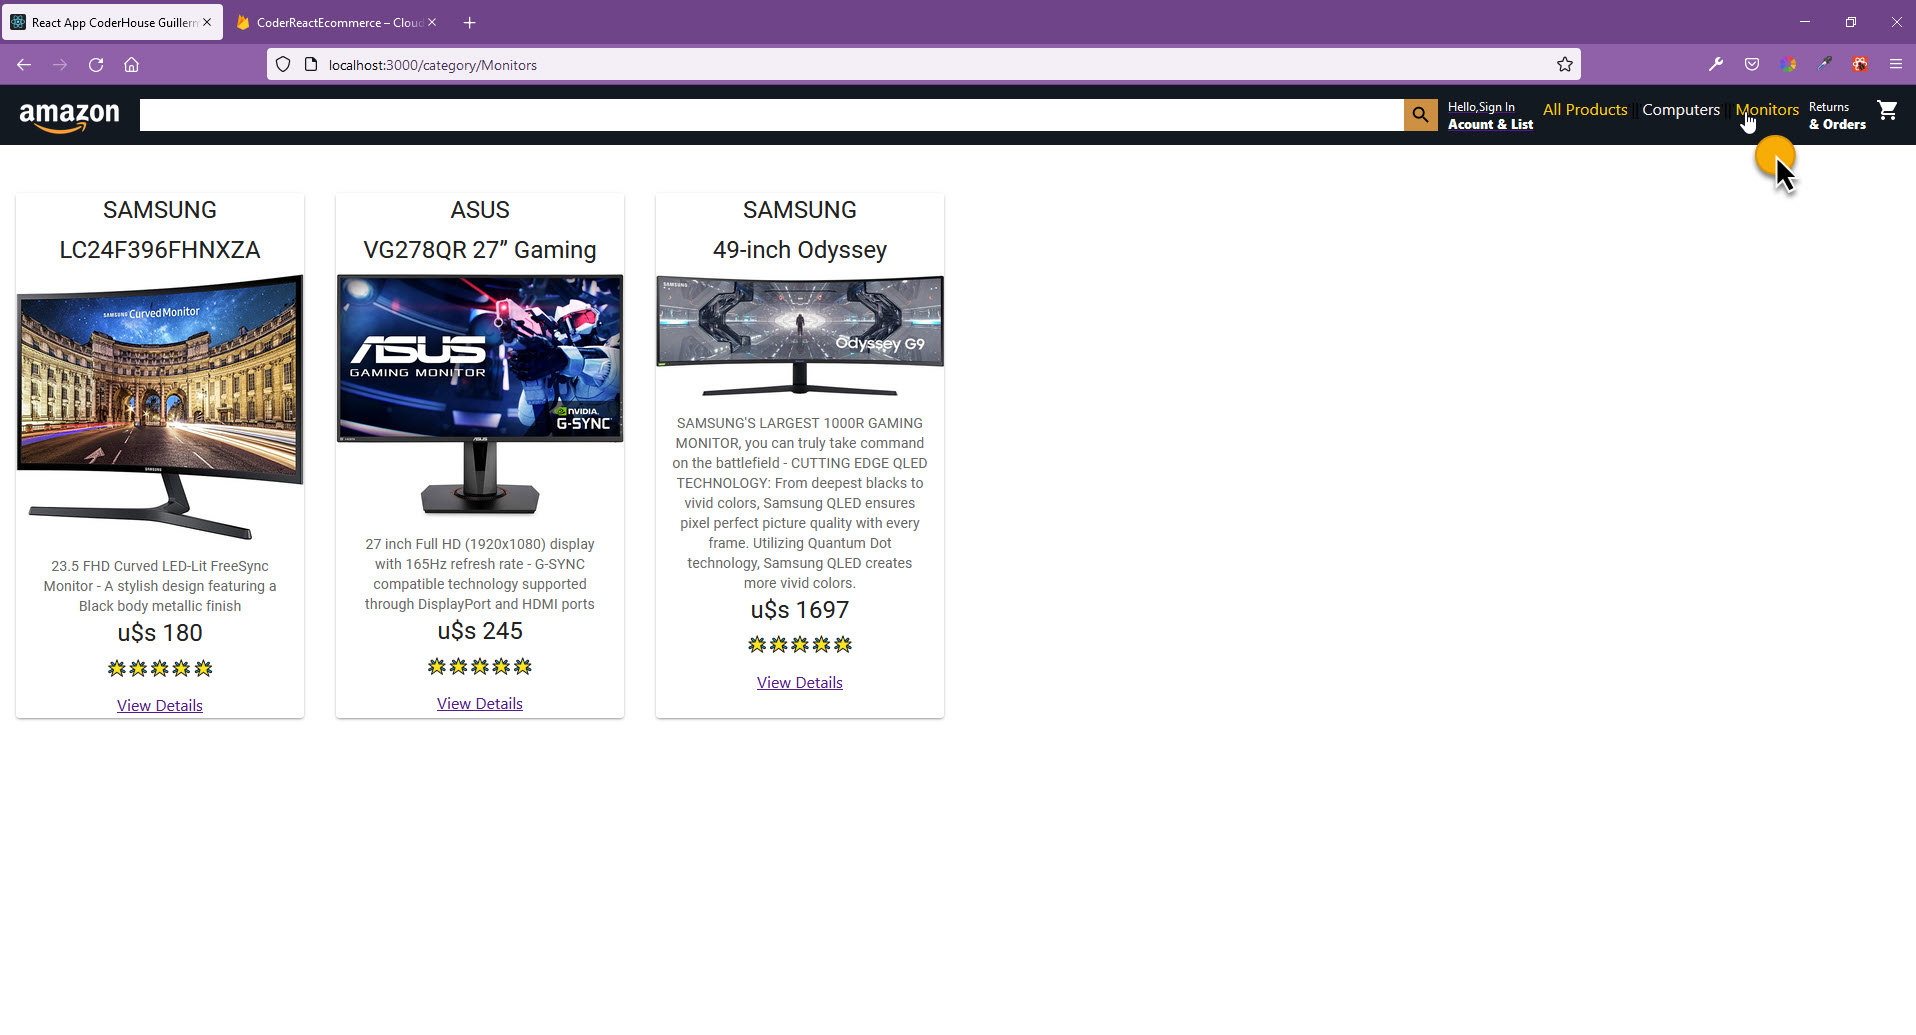 React App CoderHouse Guillerm
CoderReactEcommerce – Cloud
localhost:3000/category/Monitors
amazon
Hello,Sign In
Acount & List
All Products || Computers || Monitors
Returns
& Orders
SAMSUNG
LC24F396FHNXZA
SAMSUNG Curved Monitor
SAMSUNG
23.5 FHD Curved LED-Lit FreeSync
Monitor - A stylish design featuring a
Black body metallic finish
u$s 180
View Details
ASUS
VG278QR 27” Gaming
ASUS
GAMING MONITOR
NVIDIA.
G-SYNC
ASUS
27 inch Full HD (1920x1080) display
with 165Hz refresh rate - G-SYNC
compatible technology supported
through DisplayPort and HDMI ports
u$s 245
View Details
SAMSUNG
49-inch Odyssey
SAMSUNG
Odyssey G9
SAMSUNG'S LARGEST 1000R GAMING
MONITOR, you can truly take command
on the battlefield - CUTTING EDGE QLED
TECHNOLOGY: From deepest blacks to
vivid colors, Samsung QLED ensures
pixel perfect picture quality with every
frame. Utilizing Quantum Dot
technology, Samsung QLED creates
more vivid colors.
u$s 1697
View Details